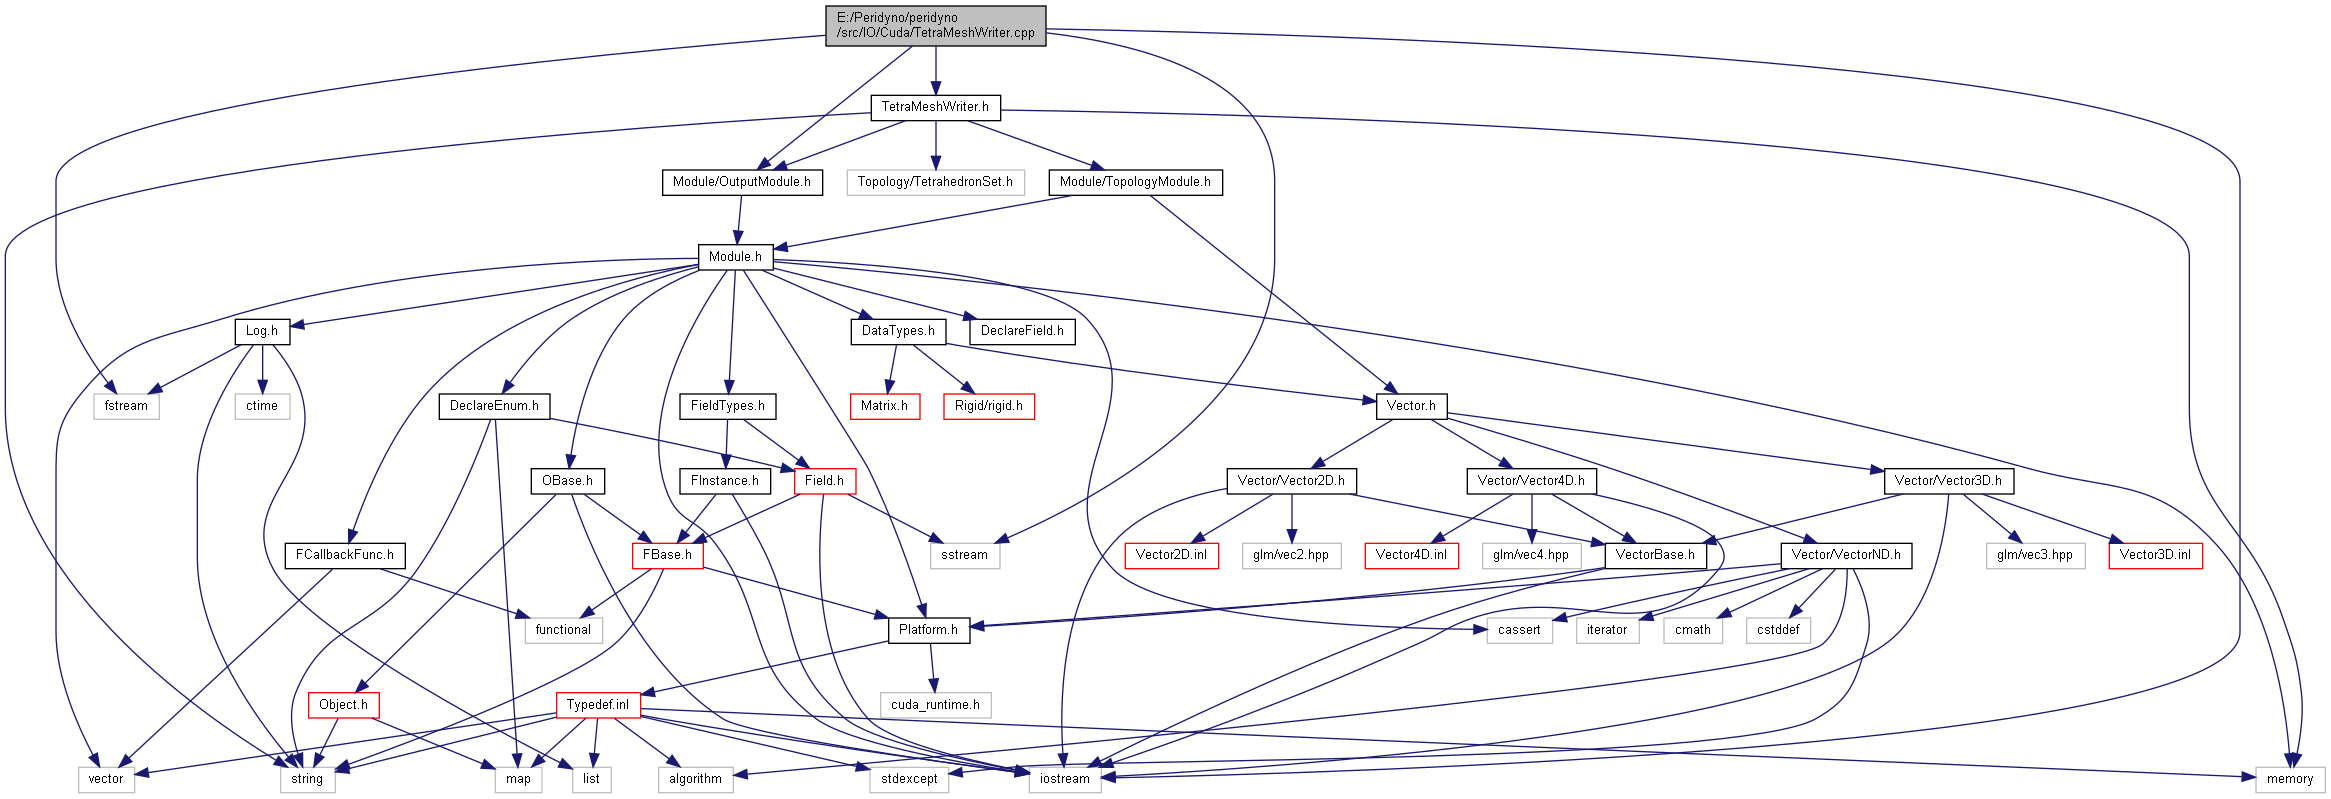 E:/Peridyno/peridyno
/src/IO/Cuda/TetraMeshWriter.cpp
TetraMeshWriter.h
Module/OutputModule.h
Topology/TetrahedronSet.h
Module/TopologyModule.h
Module.h
Log.h
DataTypes.h
DeclareField.h
fstream
ctime
DeclareEnum.h
FieldTypes.h
Matrix.h
Rigid/rigid.h
Vector.h
OBase.h
FInstance.h
Field.h
Vector/Vector2D.h
Vector/Vector4D.h
Vector/Vector3D.h
FCallbackFunc.h
FBase.h
sstream
Vector2D.inl
glm/vec2.hpp
Vector4D.inl
glm/vec4.hpp
VectorBase.h
Vector/VectorND.h
glm/vec3.hpp
Vector3D.inl
functional
Platform.h
cassert
iterator
cmath
cstddef
Object.h
Typedef.inl
cuda_runtime.h
vector
string
map
list
algorithm
stdexcept
iostream
memory